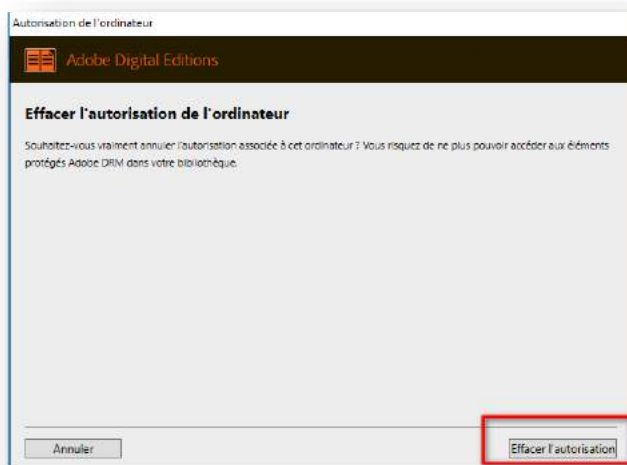 Autorisation de l'ordinateur
Adobe Digital Editions
Effacer l'autorisation de l'ordinateur
Souhaitez-vous vraiment annuler l'autorisation associée à cet ordinateur ? Vous risquez de ne plus pouvoir accéder aux éléments
protégés Adobe DRM dans votre bibliothèque.
Annuler
Effacer l'autorisation